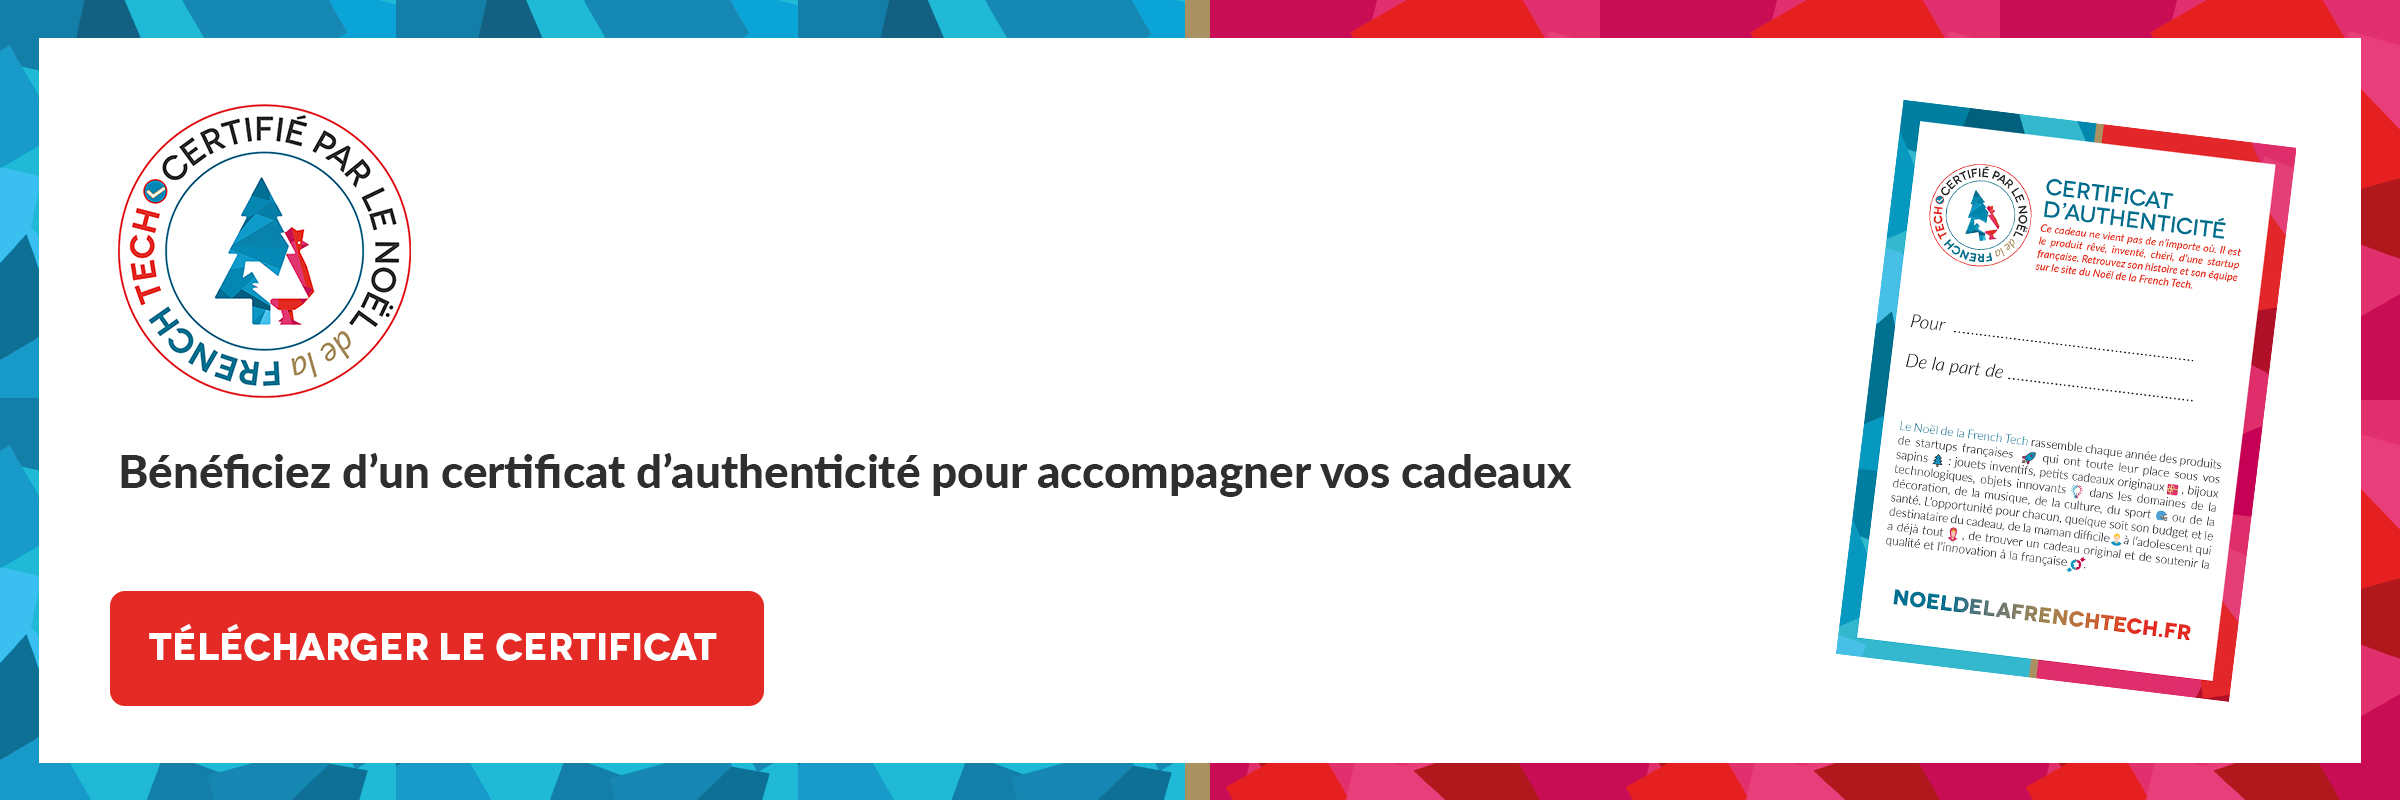 CERTIFIÉ PAR LE NOËL de la FRENCH TECH
Bénéficiez d’un certificat d’authenticité pour accompagner vos cadeaux
TÉLÉCHARGER LE CERTIFICAT
CERTIFIÉ PAR LE NOËL de la FRENCH TECH
CERTIFICAT
D’AUTHENTICITÉ
Ce cadeau ne vient pas de n’importe où. Il est
le produit rêvé, inventé, chéri, d’une startup
française. Retrouvez son histoire et son équipe
sur le site du Noël de la French Tech.
Pour ........................................
De la part de ...............................
Le Noël de la French Tech rassemble chaque année des produits
de startups françaises 🚀 qui ont toute leur place sous vos
sapins 🌲 : jouets inventifs, petits cadeaux originaux 🎁 , bijoux
technologiques, objets innovants 💡 dans les domaines de la
décoration, de la musique, de la culture, du sport ou de la
santé. L’opportunité pour chacun, quelque soit son budget et le
destinataire du cadeau, de la maman difficile à l’adolescent qui
a déjà tout , de trouver un cadeau original et de soutenir la
qualité et l’innovation à la française .
NOELDELAFRENCHTECH.FR